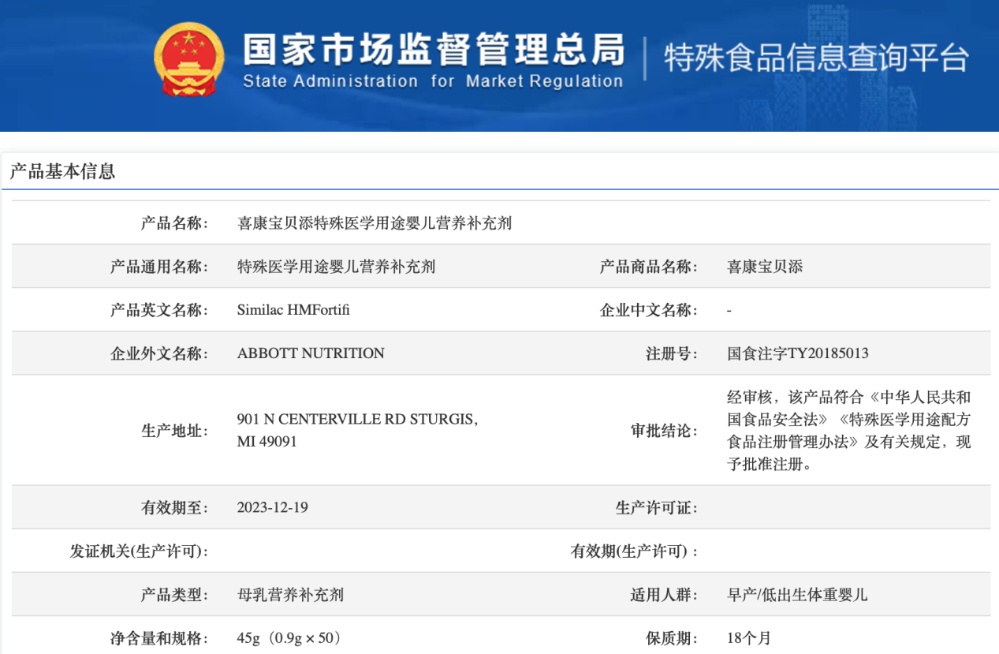 国家市场监督管理总局
State Administration for Market Regulation
特殊食品信息查询平台
产品基本信息
产品名称： 喜康宝贝添特殊医学用途婴儿营养补充剂
产品通用名称： 特殊医学用途婴儿营养补充剂 产品商品名称： 喜康宝贝添
产品英文名称： Similac HMFortifi 企业中文名称： -
企业外文名称： ABBOTT NUTRITION 注册号： 国食注字TY20185013
生产地址：
901 N CENTERVILLE RD STURGIS,
MI 49091
审批结论：
经审核，该产品符合《中华人民共和
国食品安全法》《特殊医学用途配方
食品注册管理办法》及有关规定，现
予批准注册。
有效期至： 2023-12-19 生产许可证：
发证机关(生产许可)： 有效期(生产许可)：
产品类型： 母乳营养补充剂 适用人群： 早产/低出生体重婴儿
净含量和规格： 45g（0.9g × 50） 保质期： 18个月